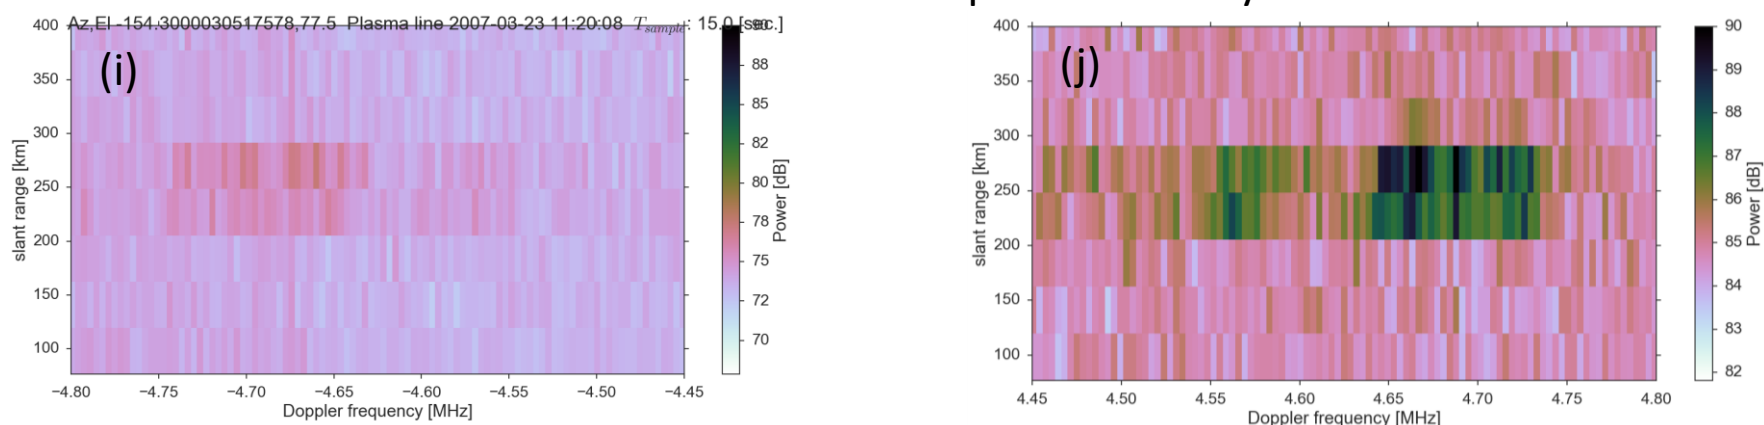 Az,El -154.3000030517578,77.5 Plasma line 2007-03-23 11:20:08 T_sample: 15.0 [sec.]
(i)
slant range [km]
400
350
300
250
200
150
100
−4.80 −4.75 −4.70 −4.65 −4.60 −4.55 −4.50 −4.45
Doppler frequency [MHz]
90
88
85
82
80
78
75
72
70
Power [dB]
(j)
slant range [km]
400
350
300
250
200
150
100
4.45 4.50 4.55 4.60 4.65 4.70 4.75 4.80
Doppler frequency [MHz]
90
89
88
87
86
85
84
83
82
Power [dB]